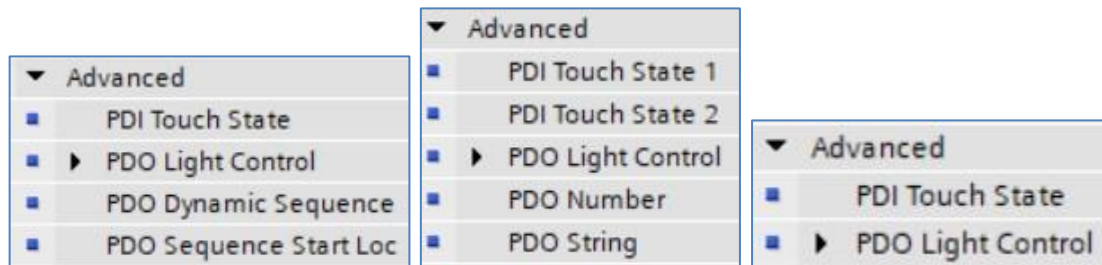 Advanced
PDI Touch State
PDO Light Control
PDO Dynamic Sequence
PDO Sequence Start Loc
Advanced
PDI Touch State 1
PDI Touch State 2
PDO Light Control
PDO Number
PDO String
Advanced
PDI Touch State
PDO Light Control